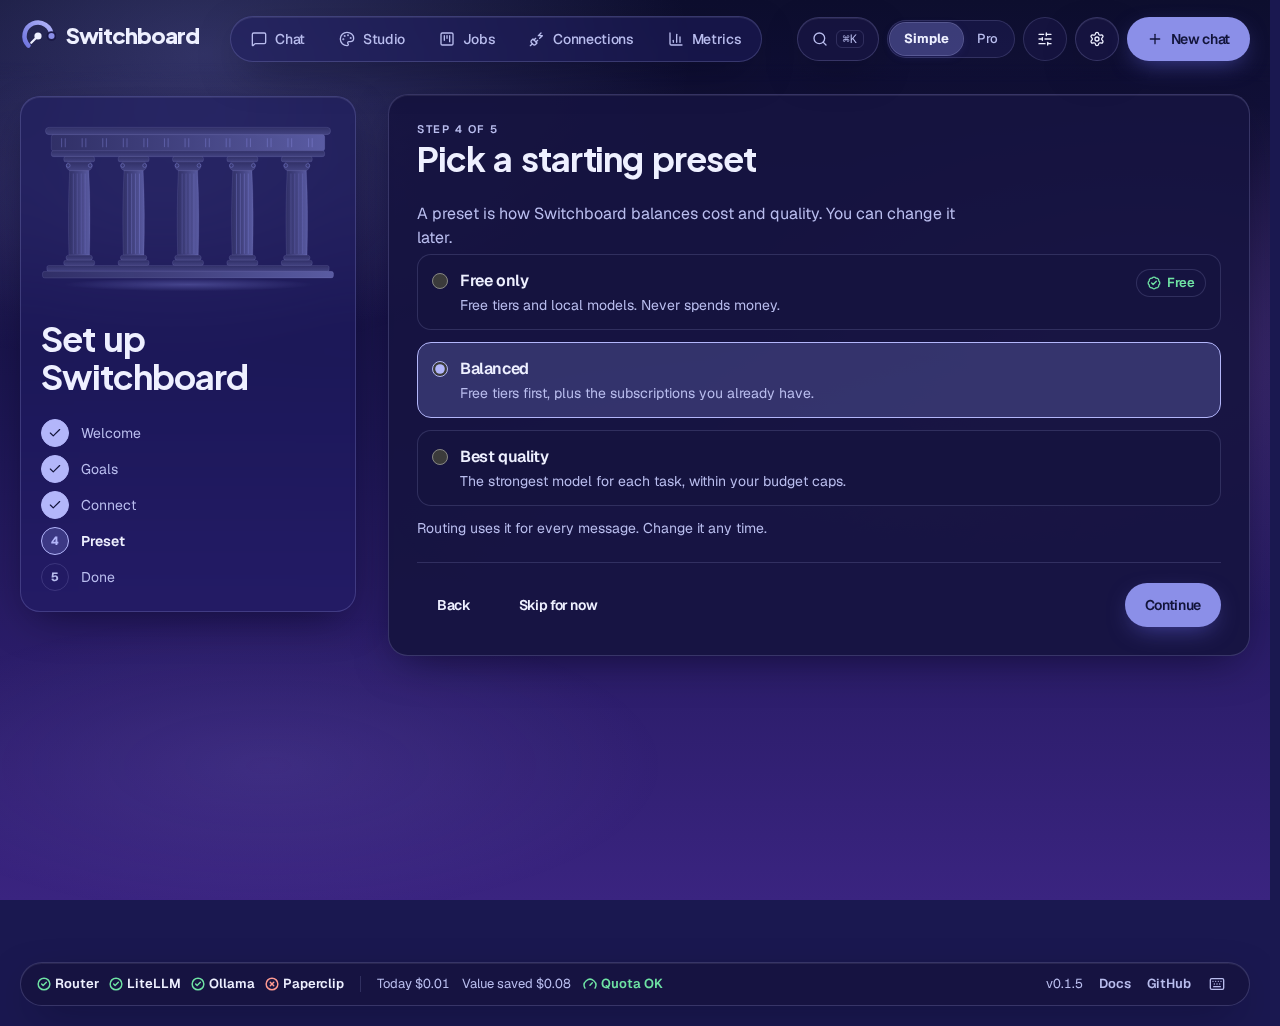 Switchboard
Chat
Studio
Jobs
Connections
Metrics
⌘K
Simple
Pro
New chat
Set up
Switchboard
Welcome
Goals
Connect
4 Preset
5 Done
STEP 4 OF 5
Pick a starting preset
A preset is how Switchboard balances cost and quality. You can change it
later.
Free only
Free
Free tiers and local models. Never spends money.
Balanced
Free tiers first, plus the subscriptions you already have.
Best quality
The strongest model for each task, within your budget caps.
Routing uses it for every message. Change it any time.
Back
Skip for now
Continue
Router
LiteLLM
Ollama
Paperclip
Today $0.01
Value saved $0.08
Quota OK
v0.1.5
Docs
GitHub